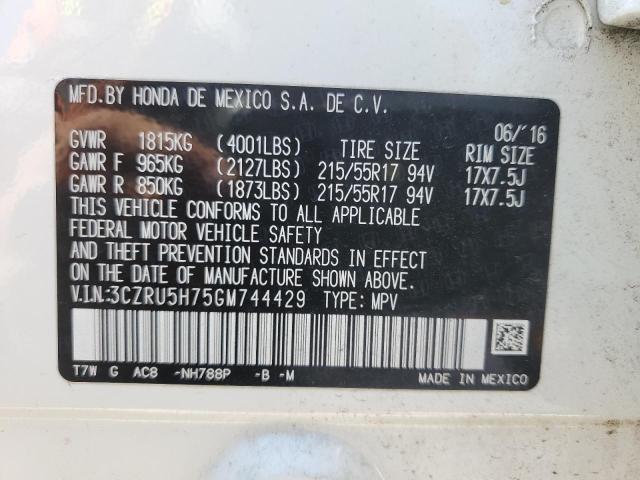 MFD.BY HONDA DE MEXICO S.A. DE C.V.
06/'16
GVWR 1815KG (4001LBS) TIRE SIZE RIM SIZE
GAWR F 965KG (2127LBS) 215/55R17 94V 17X7.5J
GAWR R 850KG (1873LBS) 215/55R17 94V 17X7.5J
THIS VEHICLE CONFORMS TO ALL APPLICABLE
FEDERAL MOTOR VEHICLE SAFETY
AND THEFT PREVENTION STANDARDS IN EFFECT
ON THE DATE OF MANUFACTURE SHOWN ABOVE.
V.I.N.:3CZRU5H75GM744429 TYPE: MPV
T7W G AC8 -NH788P -B -M
MADE IN MEXICO